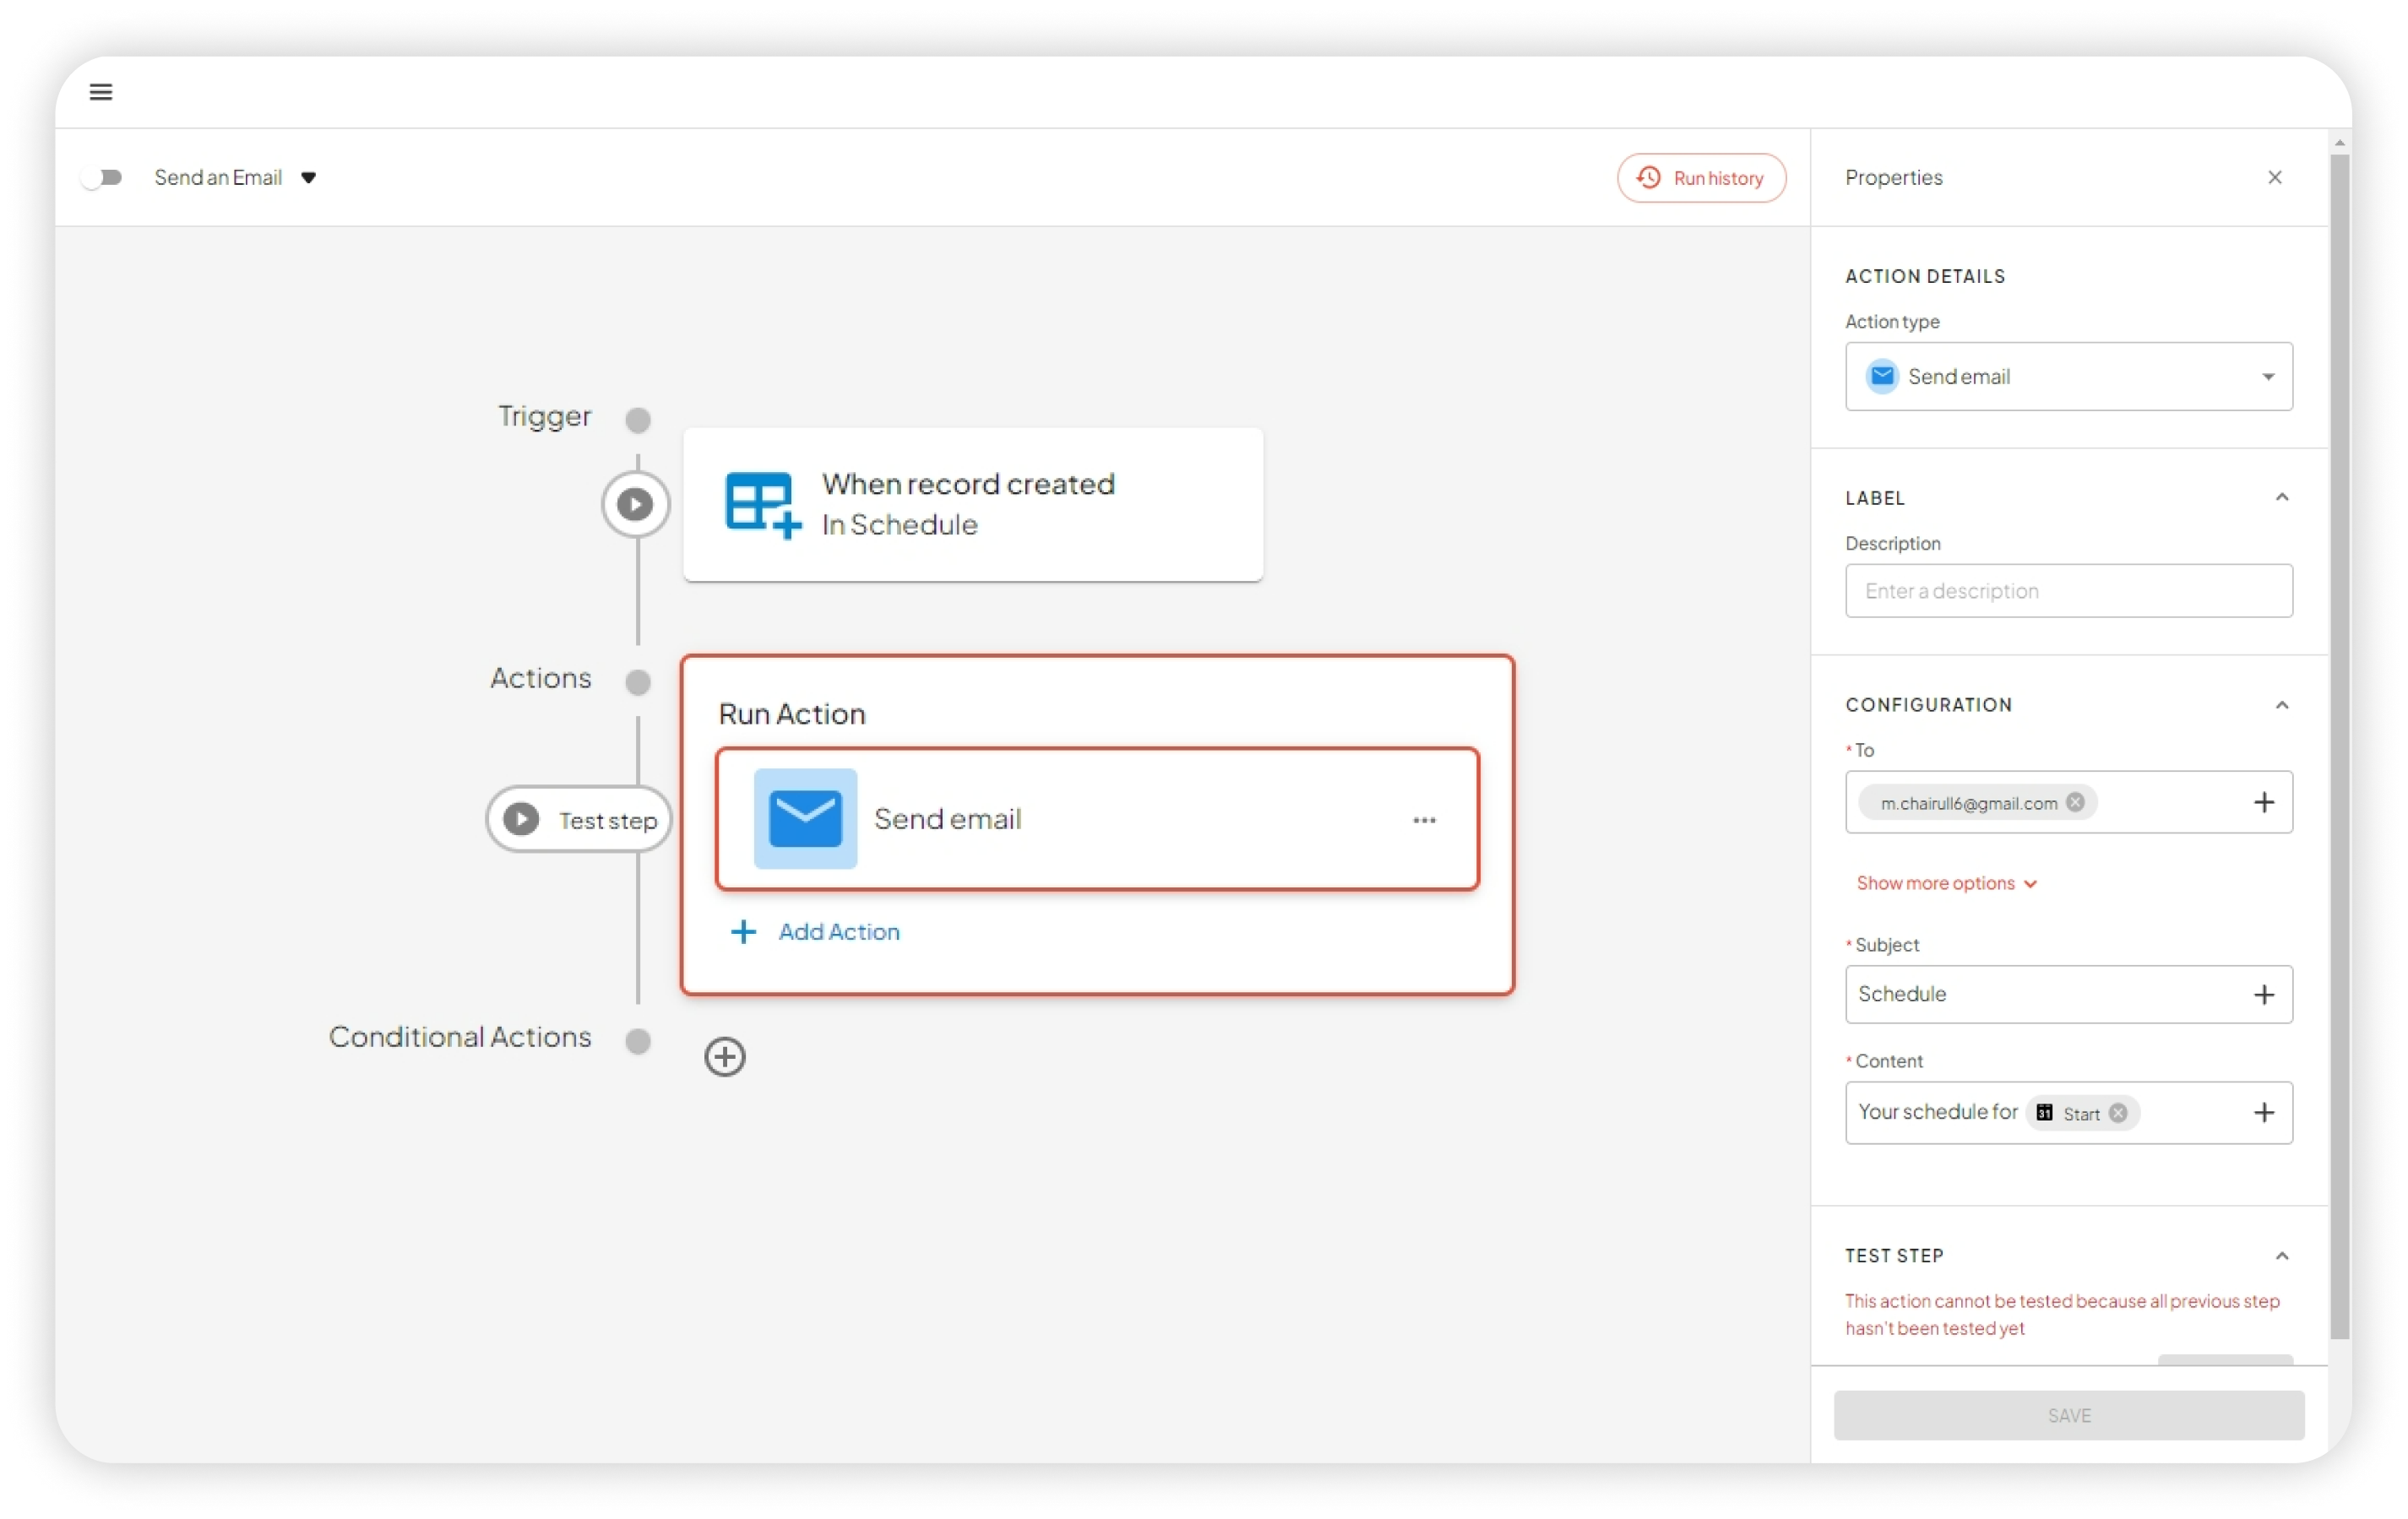 Send an Email
Run history
Trigger
When record created
In Schedule
Actions
Run Action
Test step
Send email
Add Action
Conditional Actions
Properties
ACTION DETAILS
Action type
Send email
LABEL
Description
Enter a description
CONFIGURATION
* To
m.chairull6@gmail.com
Show more options
* Subject
Schedule
* Content
Your schedule for 31 Start
TEST STEP
This action cannot be tested because all previous step
hasn't been tested yet
SAVE